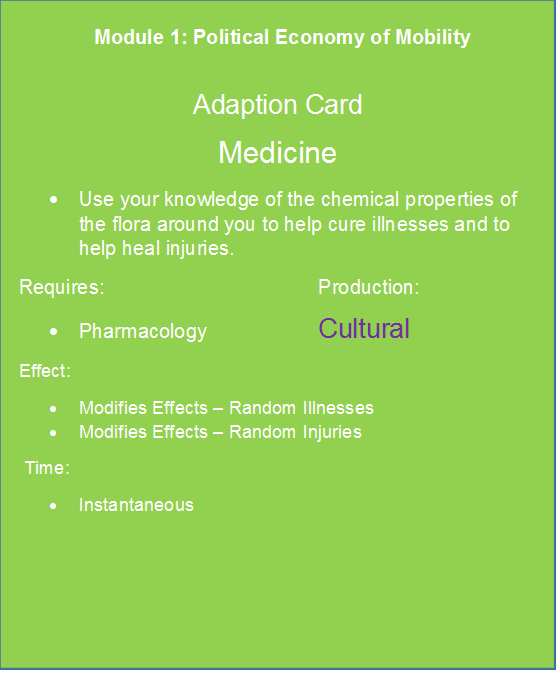 Module 1: Political Economy of Mobility
Adaption Card
Medicine
• Use your knowledge of the chemical properties of
the flora around you to help cure illnesses and to
help heal injuries.
Requires: Production:
• Pharmacology Cultural
Effect:
• Modifies Effects – Random Illnesses
• Modifies Effects – Random Injuries
Time:
• Instantaneous